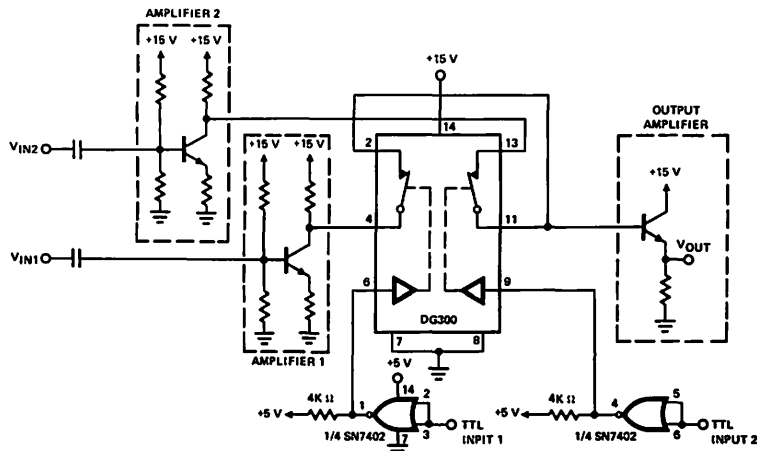 AMPLIFIER 2
+15 V
+15 V
+15 V
14
2
13
OUTPUT
AMPLIFIER
+15 V
VIN2
+15 V
+15 V
4
11
VOUT
VIN1
6
9
DG300
7
8
AMPLIFIER 1
+5 V
14
4K Ω
1
2
+5 V
3
TTL
INPIT 1
7
1/4 SN7402
4K Ω
4
5
+5 V
6
TTL
INPUT 2
1/4 SN7402